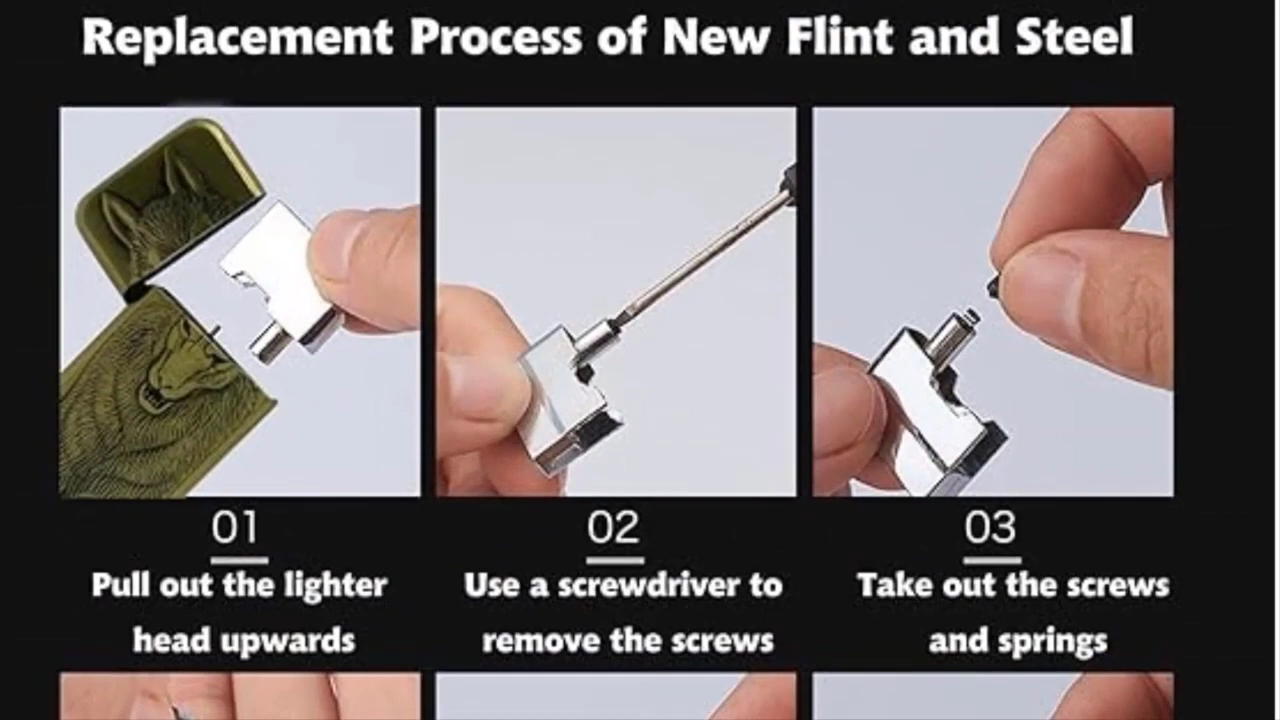 Replacement Process of New Flint and Steel
01
02
03
Pull out the lighter
head upwards
Use a screwdriver to
remove the screws
Take out the screws
and springs